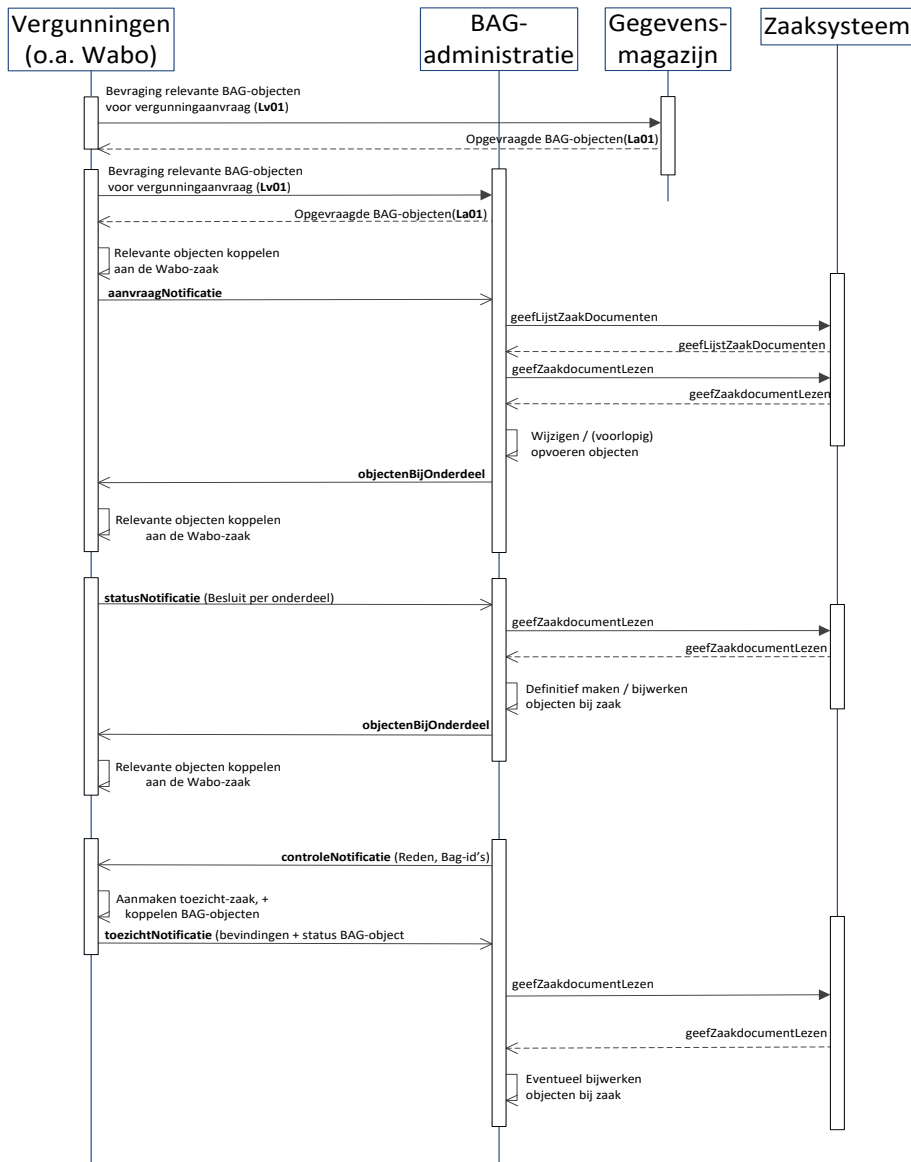 Vergunningen
(o.a. Wabo)
BAG-
administratie
Gegevens-
magazijn
Zaaksysteem
Bevraging relevante BAG-objecten
voor vergunningaanvraag (Lv01)
Opgevraagde BAG-objecten(La01)
Bevraging relevante BAG-objecten
voor vergunningaanvraag (Lv01)
Opgevraagde BAG-objecten(La01)
Relevante objecten koppelen
aan de Wabo-zaak
aanvraagNotificatie
geefLijstZaakDocumenten
geefLijstZaakDocumenten
geefZaakdocumentLezen
geefZaakdocumentLezen
Wijzigen / (voorlopig)
opvoeren objecten
objectenBijOnderdeel
Relevante objecten koppelen
aan de Wabo-zaak
statusNotificatie (Besluit per onderdeel)
geefZaakdocumentLezen
geefZaakdocumentLezen
Definitief maken / bijwerken
objecten bij zaak
objectenBijOnderdeel
Relevante objecten koppelen
aan de Wabo-zaak
controleNotificatie (Reden, Bag-id's)
Aanmaken toezicht-zaak, +
koppelen BAG-objecten
toezichtNotificatie (bevindingen + status BAG-object
geefZaakdocumentLezen
geefZaakdocumentLezen
Eventueel bijwerken
objecten bij zaak